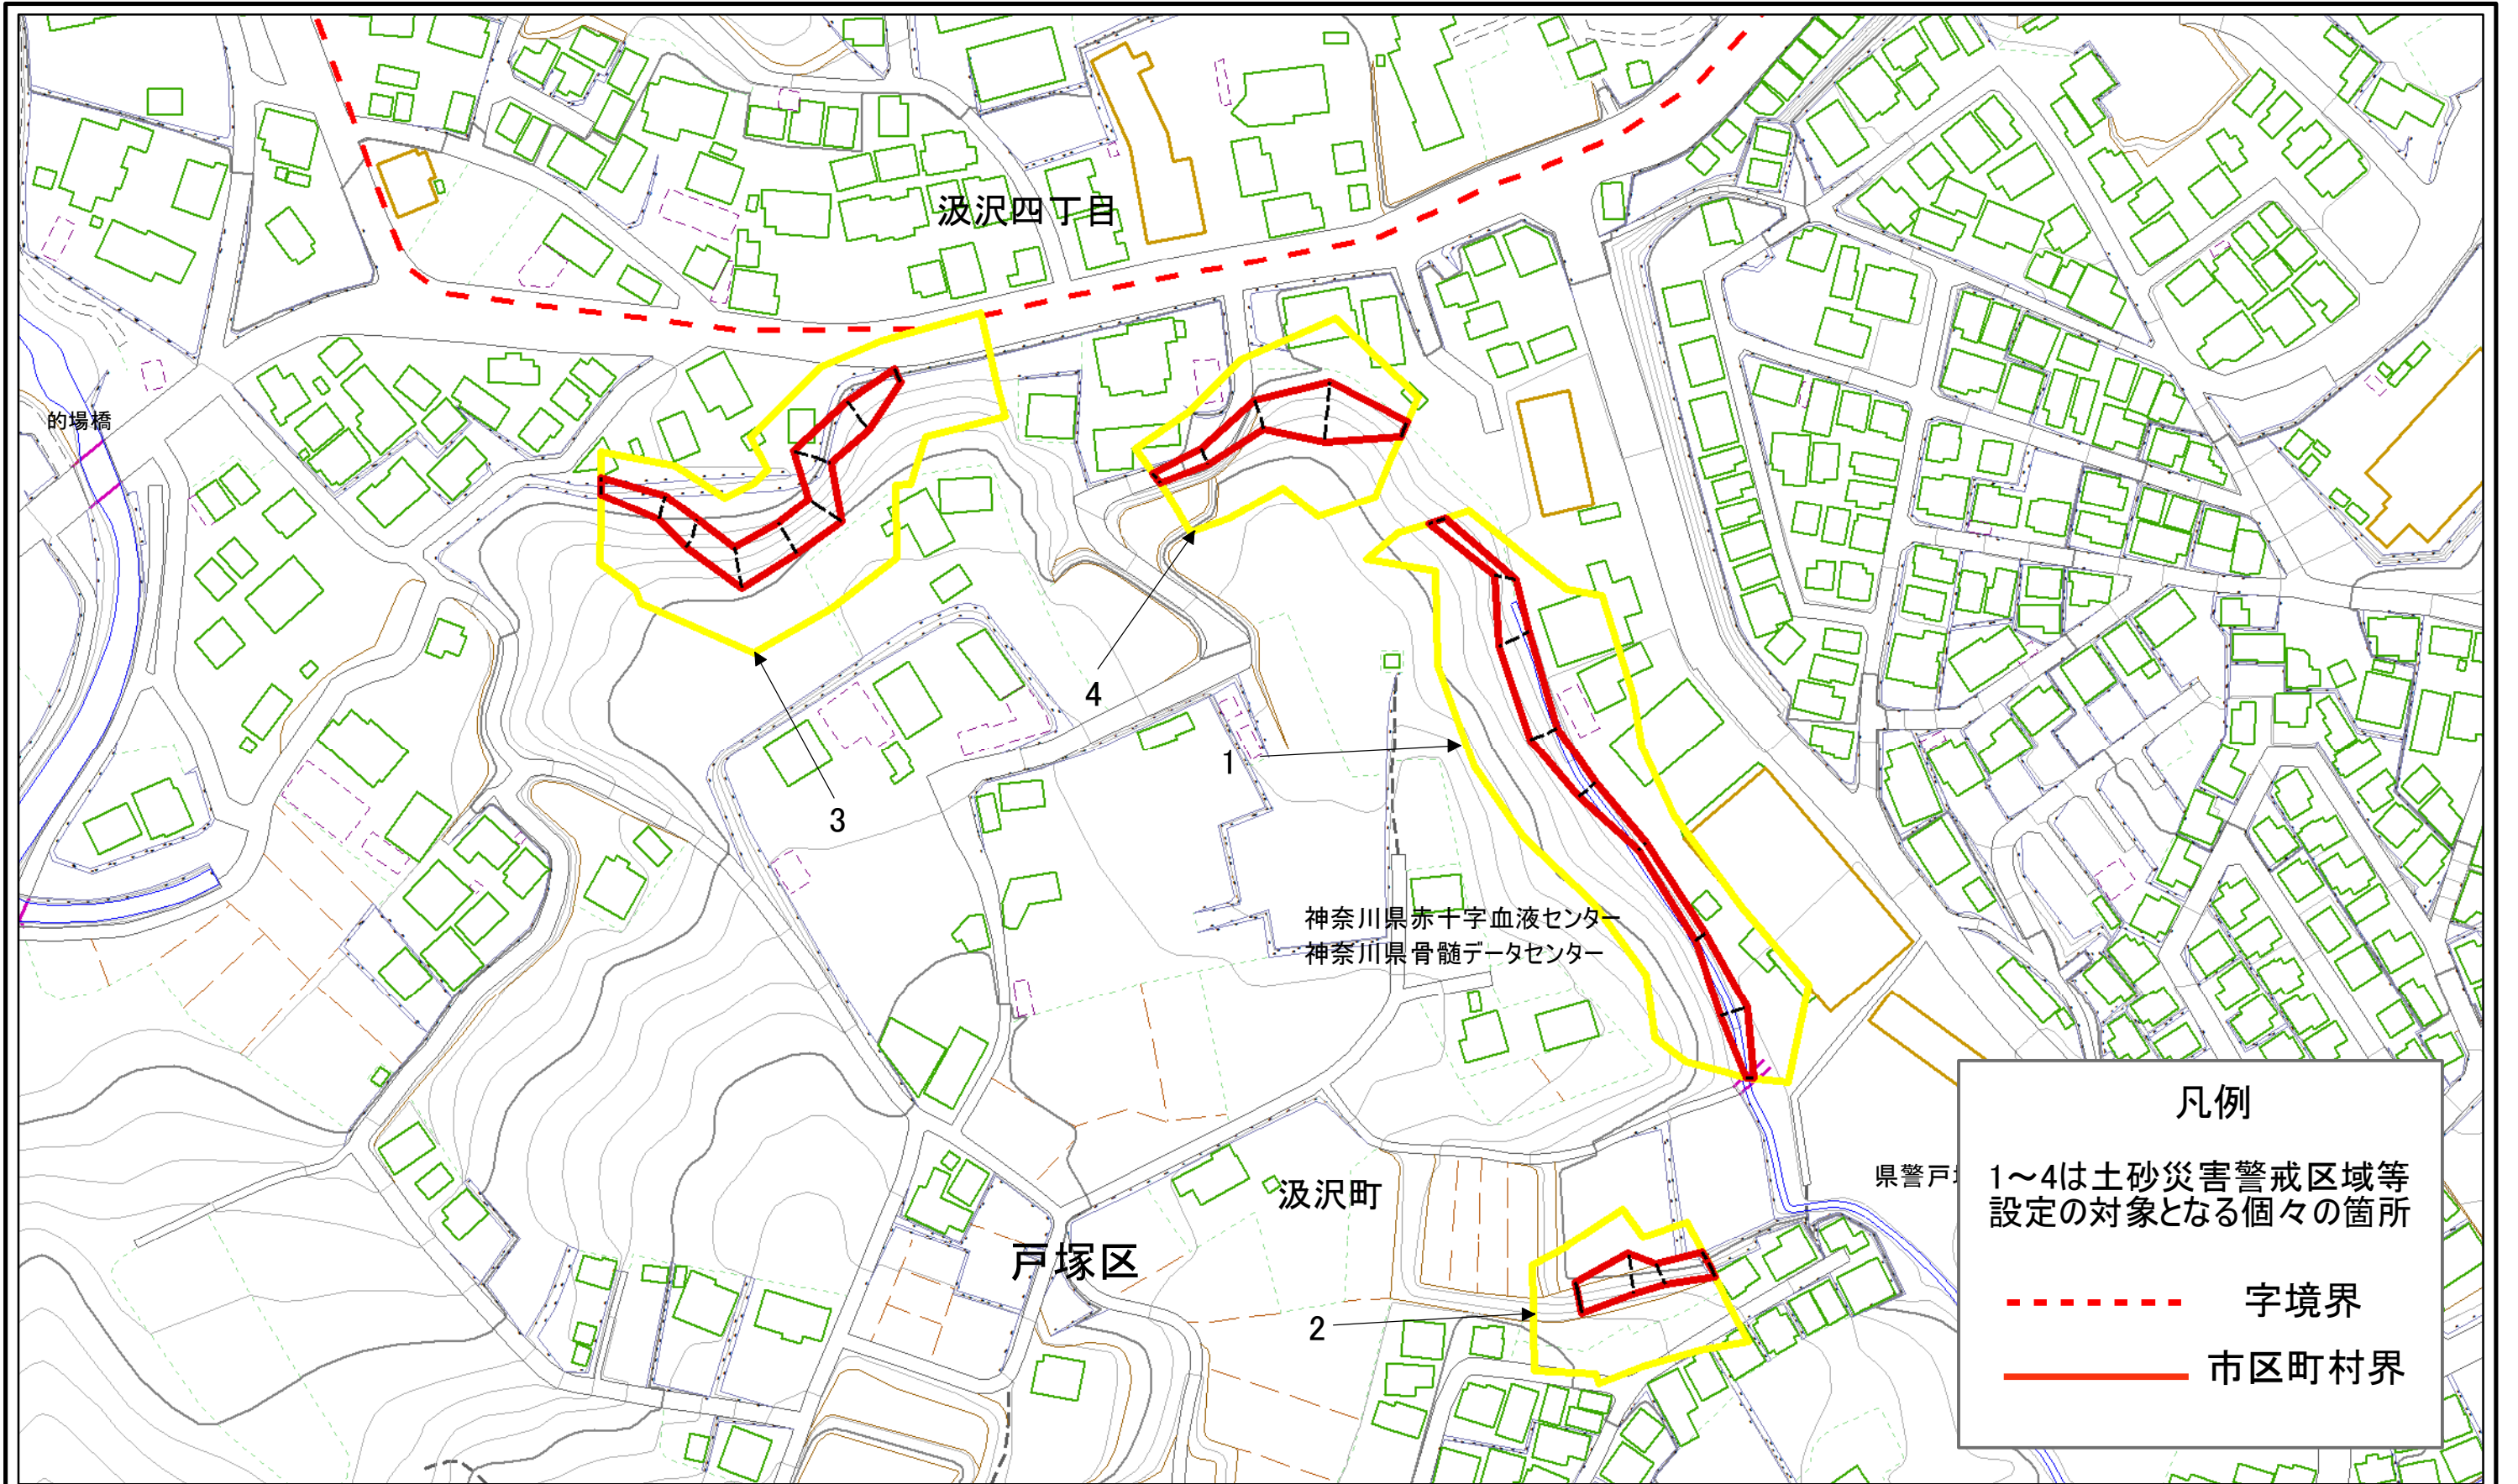 汲沢四丁目
的場橋
4
1
3
神奈川県赤十字血液センター
神奈川県骨髄データセンター
汲沢町
戸塚区
2
県警戸
凡例
1～4は土砂災害警戒区域等
設定の対象となる個々の箇所
字境界
市区町村界